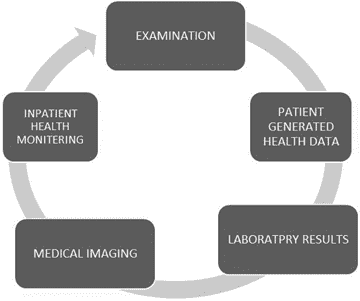 EXAMINATION
PATIENT
GENERATED
HEALTH DATA
LABORATPRY RESULTS
MEDICAL IMAGING
INPATIENT
HEALTH
MONITERING